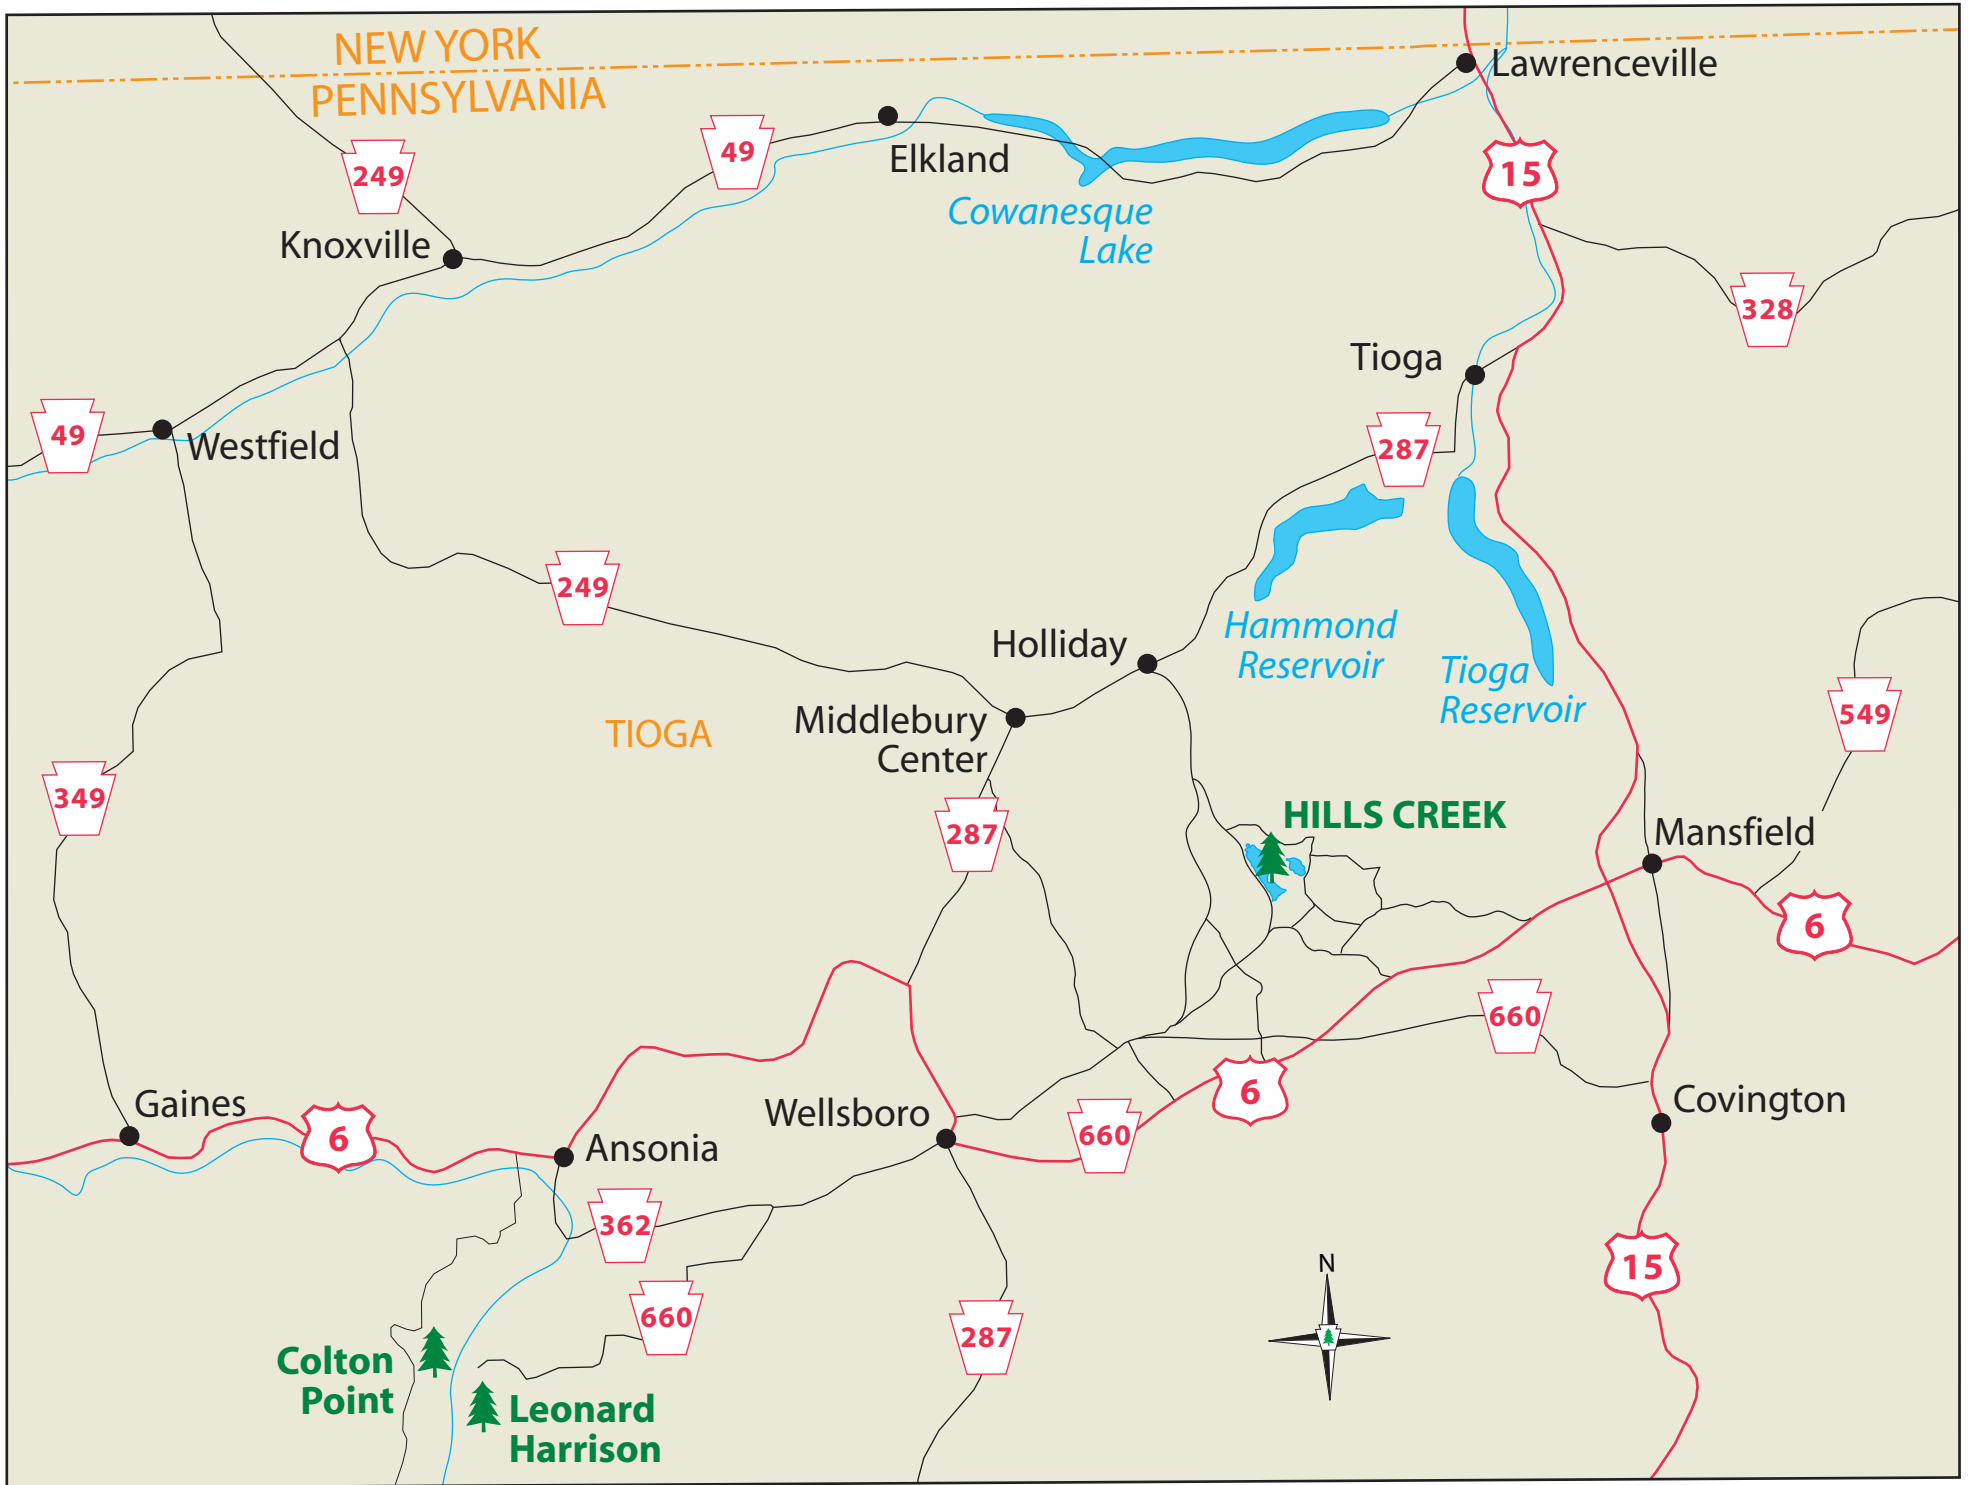 NEW YORK
PENNSYLVANIA
Lawrenceville
49
Elkland
249
15
Cowanesque
Lake
Knoxville
328
Tioga
49
Westfield
287
249
Hammond
Reservoir
Holliday
Tioga
Reservoir
Middlebury
Center
TIOGA
549
349
287
HILLS CREEK
Mansfield
6
660
Gaines
6
Wellsboro
660
6
Covington
Ansonia
362
15
N
660
287
Colton
Point
Leonard
Harrison